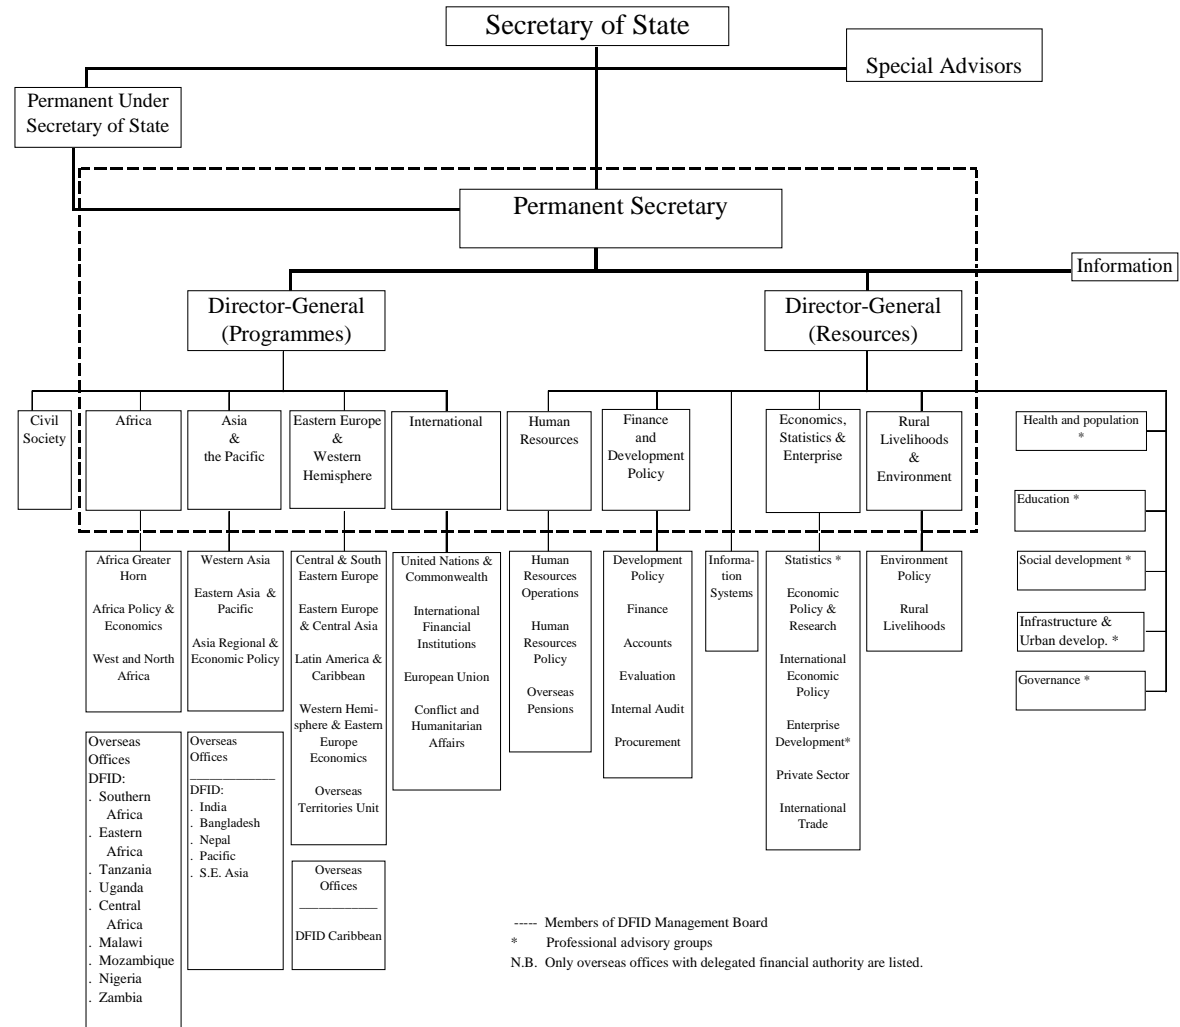 Secretary of State
Special Advisors
Permanent Under
Secretary of State
Permanent Secretary
Information
Director-General
(Programmes)
Director-General
(Resources)
Civil
Society
Africa
Asia
&
the Pacific
Eastern Europe
&
Western
Hemisphere
International
Human
Resources
Finance
and
Development
Policy
Economics,
Statistics &
Enterprise
Rural
Livelihoods
&
Environment
Health and population
*
Education *
Social development *
Infrastructure &
Urban develop. *
Governance *
Africa Greater
Horn
Africa Policy &
Economics
West and North
Africa
Western Asia
Eastern Asia &
Pacific
Asia Regional &
Economic Policy
Central & South
Eastern Europe
Eastern Europe
& Central Asia
Latin America &
Caribbean
Western Hemi-
sphere & Eastern
Europe
Economics
Overseas
Territories Unit
United Nations &
Commonwealth
International
Financial
Institutions
European Union
Conflict and
Humanitarian
Affairs
Human
Resources
Operations
Human
Resources
Policy
Overseas
Pensions
Development
Policy
Finance
Accounts
Evaluation
Internal Audit
Procurement
Informa-
tion
Systems
Statistics *
Economic
Policy &
Research
International
Economic
Policy
Enterprise
Development*
Private Sector
International
Trade
Environment
Policy
Rural
Livelihoods
Overseas
Offices
DFID:
. Southern
Africa
. Eastern
Africa
. Tanzania
. Uganda
. Central
Africa
. Malawi
. Mozambique
. Nigeria
. Zambia
Overseas
Offices
DFID:
. India
. Bangladesh
. Nepal
. Pacific
. S.E. Asia
Overseas
Offices
DFID Caribbean
----- Members of DFID Management Board
* Professional advisory groups
N.B. Only overseas offices with delegated financial authority are listed.